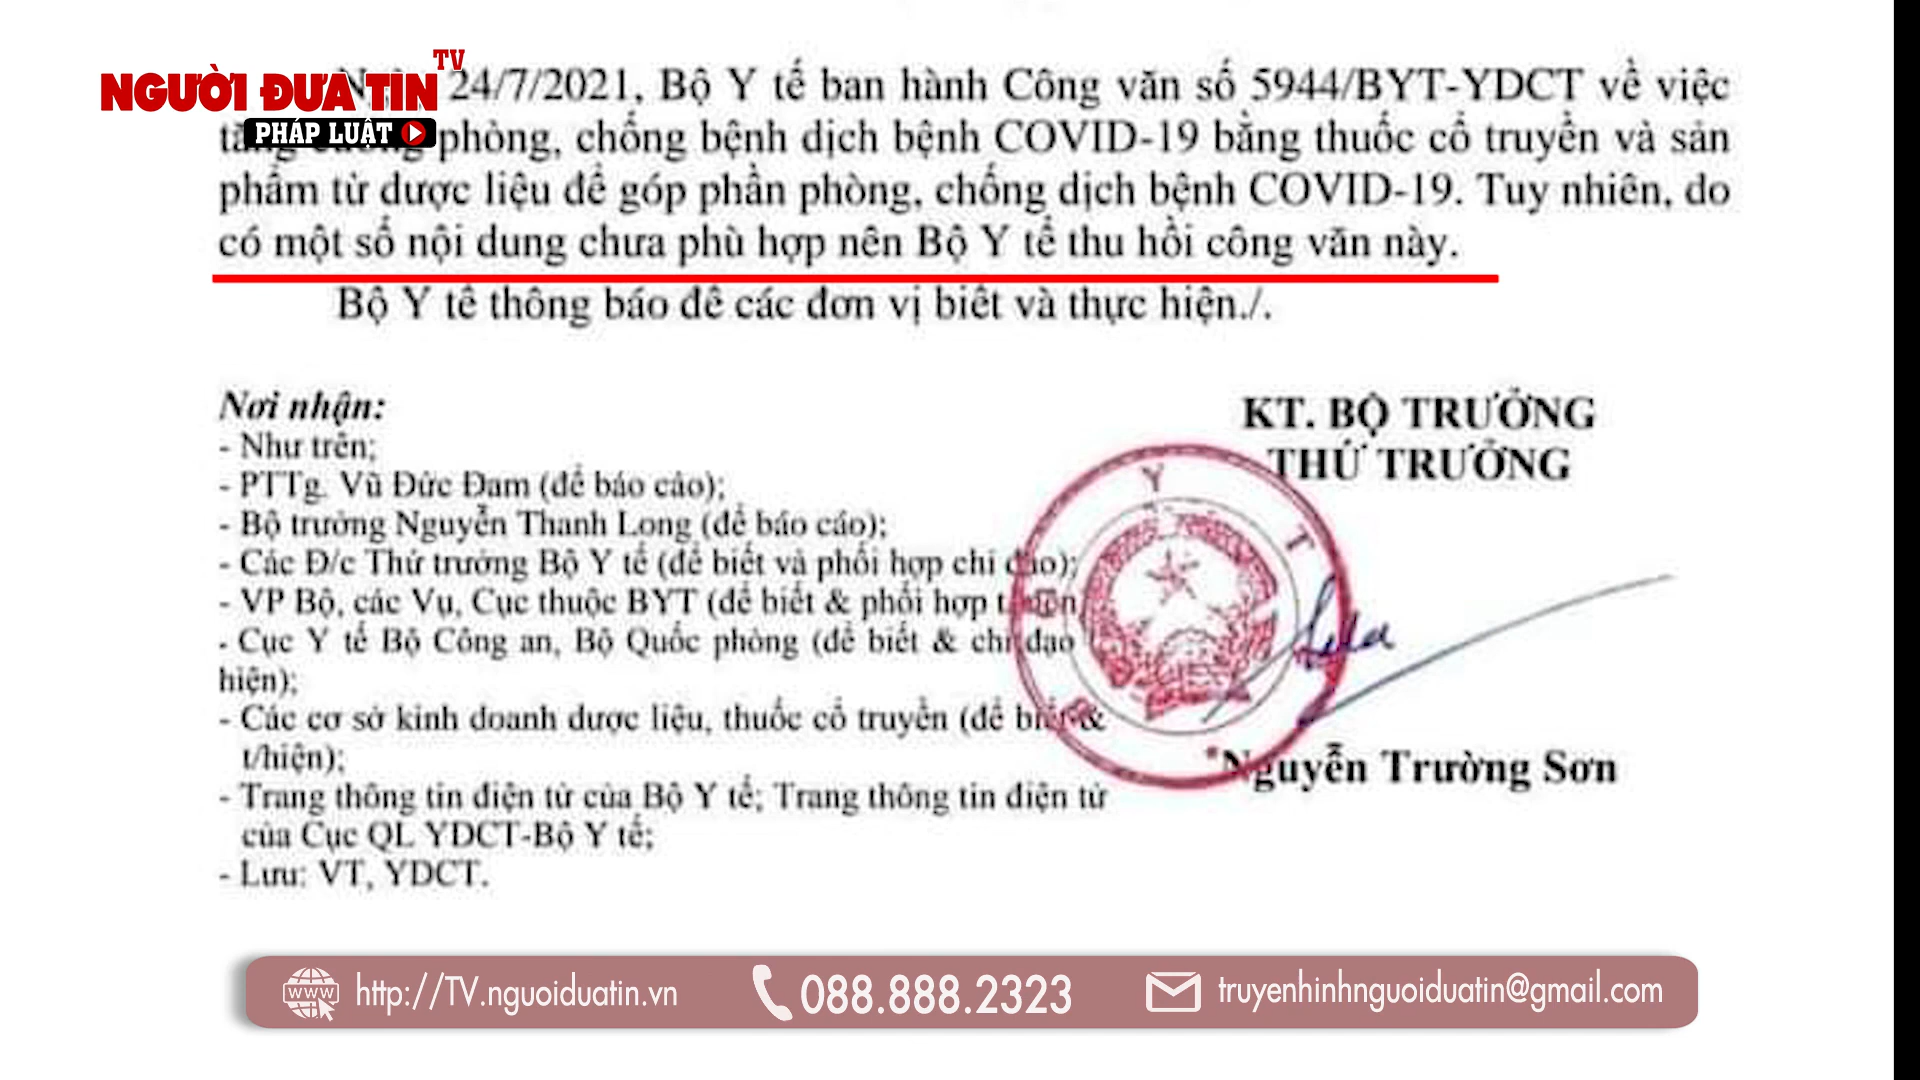 NGƯỜI ĐƯA TIN TV
PHÁP LUẬT
24/7/2021, Bộ Y tế ban hành Công văn số 5944/BYT-YDCT về việc
phòng, chống bệnh dịch bệnh COVID-19 bằng thuốc cổ truyền và sản
phẩm từ dược liệu để góp phần phòng, chống dịch bệnh COVID-19. Tuy nhiên, do
có một số nội dung chưa phù hợp nên Bộ Y tế thu hồi công văn này.
Bộ Y tế thông báo để các đơn vị biết và thực hiện./.
Nơi nhận:
- Như trên;
- PTTg. Vũ Đức Đam (để báo cáo);
- Bộ trưởng Nguyễn Thanh Long (để báo cáo);
- Các Đ/c Thứ trưởng Bộ Y tế (để biết và phối hợp chỉ đạo);
- VP Bộ, các Vụ, Cục thuộc BYT (để biết & phối hợp
- Cục Y tế Bộ Công an, Bộ Quốc phòng (để biết & chỉ đạo
hiện);
- Các cơ sở kinh doanh dược liệu, thuốc cổ truyền (để biết &
t/hiện);
- Trang thông tin điện tử của Bộ Y tế; Trang thông tin điện tử
của Cục QL YDCT-Bộ Y tế;
- Lưu: VT, YDCT.
KT. BỘ TRƯỞNG
THỨ TRƯỞNG
Nguyễn Trường Sơn
WWW
http://TV.nguoiduatin.vn
088.888.2323
truyenhinhnguoiduatin@gmail.com